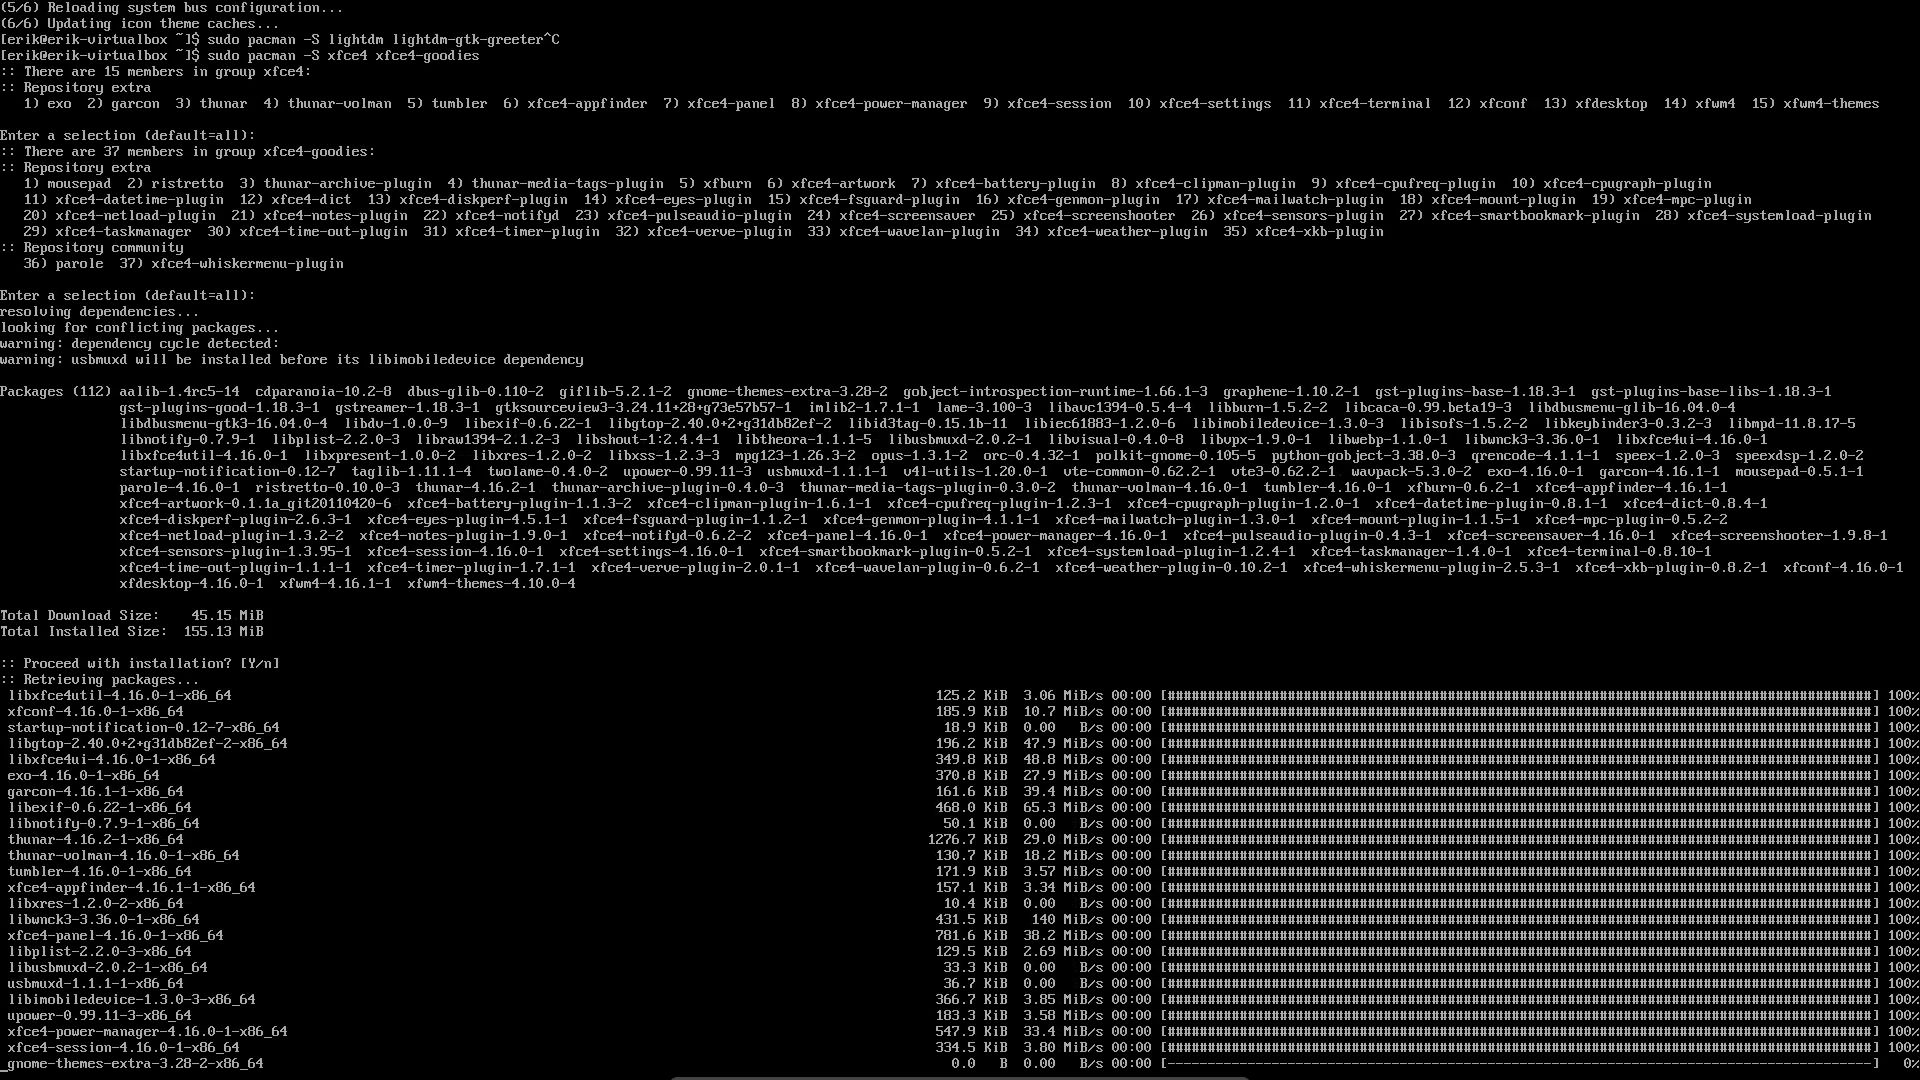 (5/6) Reloading system bus configuration...
(6/6) Updating icon theme caches...
[erik@erik-virtualbox ~]$ sudo pacman -S lightdm lightdm-gtk-greeter^C
[erik@erik-virtualbox ~]$ sudo pacman -S xfce4 xfce4-goodies
:: There are 15 members in group xfce4:
:: Repository extra
   1) exo  2) garcon  3) thunar  4) thunar-volman  5) tumbler  6) xfce4-appfinder  7) xfce4-panel  8) xfce4-power-manager  9) xfce4-session  10) xfce4-settings  11) xfce4-terminal  12) xfconf  13) xfdesktop  14) xfwm4  15) xfwm4-themes
Enter a selection (default=all):
:: There are 37 members in group xfce4-goodies:
:: Repository extra
   1) mousepad  2) ristretto  3) thunar-archive-plugin  4) thunar-media-tags-plugin  5) xfburn  6) xfce4-artwork  7) xfce4-battery-plugin  8) xfce4-clipman-plugin  9) xfce4-cpufreq-plugin  10) xfce4-cpugraph-plugin
   11) xfce4-datetime-plugin  12) xfce4-dict  13) xfce4-diskperf-plugin  14) xfce4-eyes-plugin  15) xfce4-fsguard-plugin  16) xfce4-genmon-plugin  17) xfce4-mailwatch-plugin  18) xfce4-mount-plugin  19) xfce4-mpc-plugin
   20) xfce4-netload-plugin  21) xfce4-notes-plugin  22) xfce4-notifyd  23) xfce4-pulseaudio-plugin  24) xfce4-screensaver  25) xfce4-screenshooter  26) xfce4-sensors-plugin  27) xfce4-smartbookmark-plugin  28) xfce4-systemload-plugin
   29) xfce4-taskmanager  30) xfce4-time-out-plugin  31) xfce4-timer-plugin  32) xfce4-verve-plugin  33) xfce4-wavelan-plugin  34) xfce4-weather-plugin  35) xfce4-xkb-plugin
:: Repository community
   36) parole  37) xfce4-whiskermenu-plugin
Enter a selection (default=all):
resolving dependencies...
looking for conflicting packages...
warning: dependency cycle detected:
warning: usbmuxd will be installed before its libimobiledevice dependency
Packages (112) aalib-1.4rc5-14  cdparanoia-10.2-8  dbus-glib-0.110-2  giflib-5.2.1-2  gnome-themes-extra-3.28-2  gobject-introspection-runtime-1.66.1-3  graphene-1.10.2-1  gst-plugins-base-1.18.3-1  gst-plugins-base-libs-1.18.3-1
gst-plugins-good-1.18.3-1  gstreamer-1.18.3-1  gtksourceview3-3.24.11+28+g73e57b57-1  imlib2-1.7.1-1  lame-3.100-3  libavc1394-0.5.4-4  libburn-1.5.2-2  libcaca-0.99.beta19-3  libdbusmenu-glib-16.04.0-4
libdbusmenu-gtk3-16.04.0-4  libdv-1.0.0-9  libexif-0.6.22-1  libgtop-2.40.0+2+g31db82ef-2  libid3tag-0.15.1b-11  libiec61883-1.2.0-6  libimobiledevice-1.3.0-3  libisofs-1.5.2-2  libkeybinder3-0.3.2-3  libmpd-11.8.17-5
libnotify-0.7.9-1  libplist-2.2.0-3  libraw1394-2.1.2-3  libshout-1:2.4.4-1  libtheora-1.1.1-5  libusbmuxd-2.0.2-1  libvisual-0.4.0-8  libvpx-1.9.0-1  libwebp-1.1.0-1  libwnck3-3.36.0-1  libxfce4ui-4.16.0-1
libxfce4util-4.16.0-1  libxpresent-1.0.0-2  libxres-1.2.0-2  libxss-1.2.3-3  mpg123-1.26.3-2  opus-1.3.1-2  orc-0.4.32-1  polkit-gnome-0.105-5  python-gobject-3.38.0-3  qrencode-4.1.1-1  speex-1.2.0-3  speexdsp-1.2.0-2
startup-notification-0.12-7  taglib-1.11.1-4  twolame-0.4.0-2  upower-0.99.11-3  usbmuxd-1.1.1-1  v4l-utils-1.20.0-1  vte-common-0.62.2-1  vte3-0.62.2-1  wavpack-5.3.0-2  exo-4.16.0-1  garcon-4.16.1-1  mousepad-0.5.1-1
parole-4.16.0-1  ristretto-0.10.0-3  thunar-4.16.2-1  thunar-archive-plugin-0.4.0-3  thunar-media-tags-plugin-0.3.0-2  thunar-volman-4.16.0-1  tumbler-4.16.0-1  xfburn-0.6.2-1  xfce4-appfinder-4.16.1-1
xfce4-artwork-0.1.1a_git20110420-6  xfce4-battery-plugin-1.1.3-2  xfce4-clipman-plugin-1.6.1-1  xfce4-cpufreq-plugin-1.2.3-1  xfce4-cpugraph-plugin-1.2.0-1  xfce4-datetime-plugin-0.8.1-1  xfce4-dict-0.8.4-1
xfce4-diskperf-plugin-2.6.3-1  xfce4-eyes-plugin-4.5.1-1  xfce4-fsguard-plugin-1.1.2-1  xfce4-genmon-plugin-4.1.1-1  xfce4-mailwatch-plugin-1.3.0-1  xfce4-mount-plugin-1.1.5-1  xfce4-mpc-plugin-0.5.2-2
xfce4-netload-plugin-1.3.2-2  xfce4-notes-plugin-1.9.0-1  xfce4-notifyd-0.6.2-2  xfce4-panel-4.16.0-1  xfce4-power-manager-4.16.0-1  xfce4-pulseaudio-plugin-0.4.3-1  xfce4-screensaver-4.16.0-1  xfce4-screenshooter-1.9.8-1
xfce4-sensors-plugin-1.3.95-1  xfce4-session-4.16.0-1  xfce4-settings-4.16.0-1  xfce4-smartbookmark-plugin-0.5.2-1  xfce4-systemload-plugin-1.2.4-1  xfce4-taskmanager-1.4.0-1  xfce4-terminal-0.8.10-1
xfce4-time-out-plugin-1.1.1-1  xfce4-timer-plugin-1.7.1-1  xfce4-verve-plugin-2.0.1-1  xfce4-wavelan-plugin-0.6.2-1  xfce4-weather-plugin-0.10.2-1  xfce4-whiskermenu-plugin-2.5.3-1  xfce4-xkb-plugin-0.8.2-1  xfconf-4.16.0-1
xfdesktop-4.16.0-1  xfwm4-4.16.1-1  xfwm4-themes-4.10.0-4
Total Download Size:    45.15 MiB
Total Installed Size:  155.13 MiB
:: Proceed with installation? [Y/n]
:: Retrieving packages...
libxfce4util-4.16.0-1-x86_64 125.2 KiB 3.06 MiB/s 00:00 [########################################] 100%
xfconf-4.16.0-1-x86_64 185.9 KiB 10.7 MiB/s 00:00 [########################################] 100%
startup-notification-0.12-7-x86_64 18.9 KiB 0.00 B/s 00:00 [########################################] 100%
libgtop-2.40.0+2+g31db82ef-2-x86_64 196.2 KiB 47.9 MiB/s 00:00 [########################################] 100%
libxfce4ui-4.16.0-1-x86_64 349.8 KiB 48.8 MiB/s 00:00 [########################################] 100%
exo-4.16.0-1-x86_64 370.8 KiB 27.9 MiB/s 00:00 [########################################] 100%
garcon-4.16.1-1-x86_64 161.6 KiB 39.4 MiB/s 00:00 [########################################] 100%
libexif-0.6.22-1-x86_64 468.0 KiB 65.3 MiB/s 00:00 [########################################] 100%
libnotify-0.7.9-1-x86_64 50.1 KiB 0.00 B/s 00:00 [########################################] 100%
thunar-4.16.2-1-x86_64 1276.7 KiB 29.0 MiB/s 00:00 [########################################] 100%
thunar-volman-4.16.0-1-x86_64 130.7 KiB 18.2 MiB/s 00:00 [########################################] 100%
tumbler-4.16.0-1-x86_64 171.9 KiB 3.57 MiB/s 00:00 [########################################] 100%
xfce4-appfinder-4.16.1-1-x86_64 157.1 KiB 3.34 MiB/s 00:00 [########################################] 100%
libxres-1.2.0-2-x86_64 10.4 KiB 0.00 B/s 00:00 [########################################] 100%
libwnck3-3.36.0-1-x86_64 431.5 KiB 140 MiB/s 00:00 [########################################] 100%
xfce4-panel-4.16.0-1-x86_64 781.6 KiB 38.2 MiB/s 00:00 [########################################] 100%
libplist-2.2.0-3-x86_64 129.5 KiB 2.69 MiB/s 00:00 [########################################] 100%
libusbmuxd-2.0.2-1-x86_64 33.3 KiB 0.00 B/s 00:00 [########################################] 100%
usbmuxd-1.1.1-1-x86_64 36.7 KiB 0.00 B/s 00:00 [########################################] 100%
libimobiledevice-1.3.0-3-x86_64 366.7 KiB 3.85 MiB/s 00:00 [########################################] 100%
upower-0.99.11-3-x86_64 183.3 KiB 3.58 MiB/s 00:00 [########################################] 100%
xfce4-power-manager-4.16.0-1-x86_64 547.9 KiB 33.4 MiB/s 00:00 [########################################] 100%
xfce4-session-4.16.0-1-x86_64 334.5 KiB 3.80 MiB/s 00:00 [########################################] 100%
_gnome-themes-extra-3.28-2-x86_64 0.0 B 0.00 B/s 00:00 [----------------------------------------] 0%